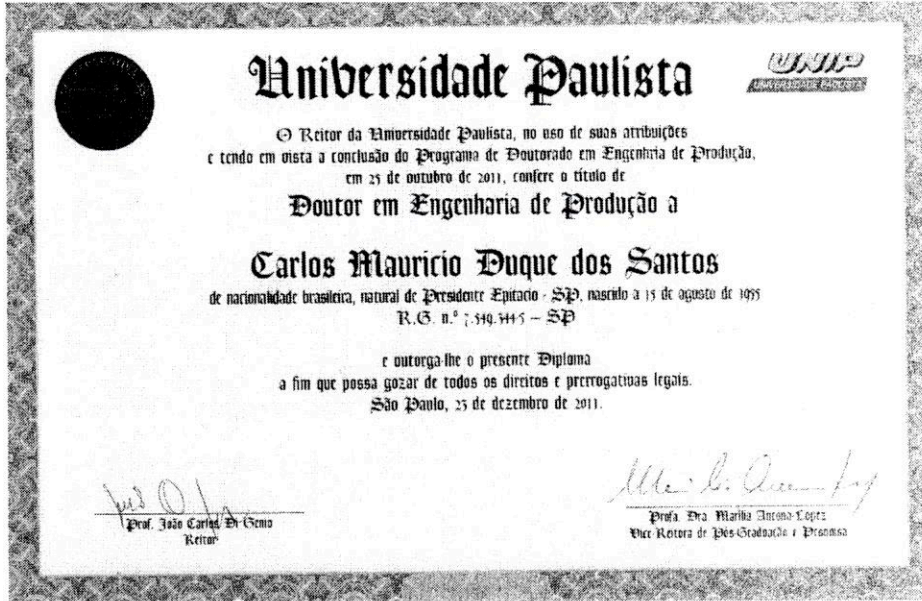 Universidade Paulista
UNIP
UNIVERSIDADE PAULISTA
O Reitor da Universidade Paulista, no uso de suas atribuições
e tendo em vista a conclusão do Programa de Doutorado em Engenharia de Produção,
em 25 de outubro de 2011, confere o título de
Doutor em Engenharia de Produção a
Carlos Mauricio Duque dos Santos
de nacionalidade brasileira, natural de Presidente Epitacio - SP, nascido a 15 de agosto de 1955
R.G. n.º – SP
e outorga-lhe o presente Diploma
a fim que possa gozar de todos os direitos e prerrogativas legais.
São Paulo, 23 de dezembro de 2011.
Prof. João Carlos Di Genio
Reitor
Profa. Dra. Marília Ancona-Lopez
Vice-Reitora de Pós-Graduação e Pesquisa